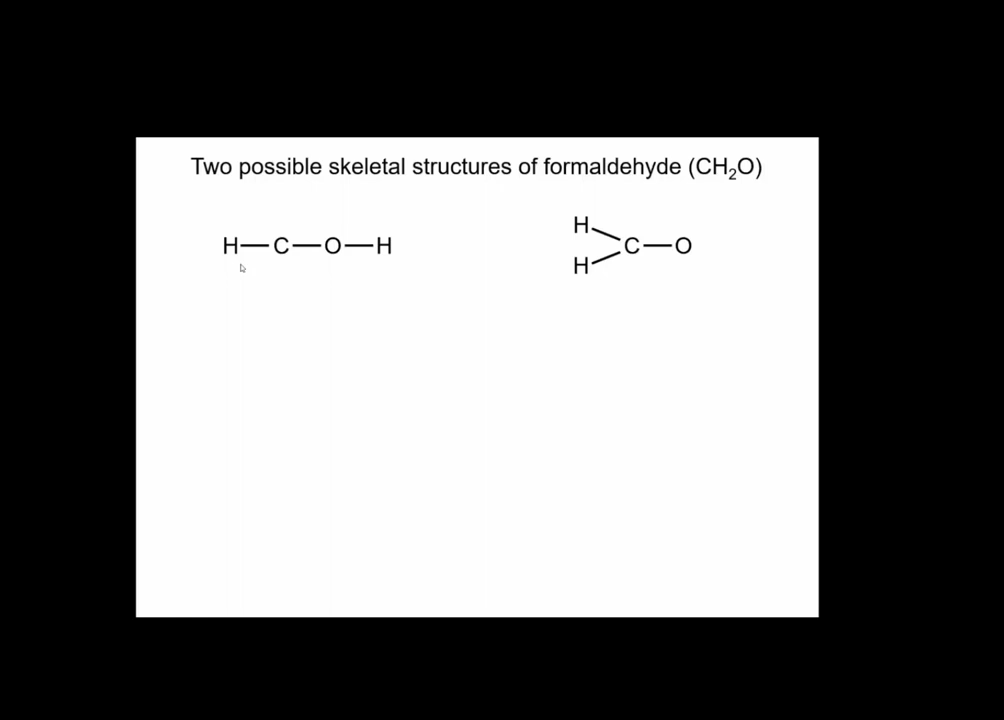 Two possible skeletal structures of formaldehyde (CH₂O)
H—C—O—H
H
C—O
H